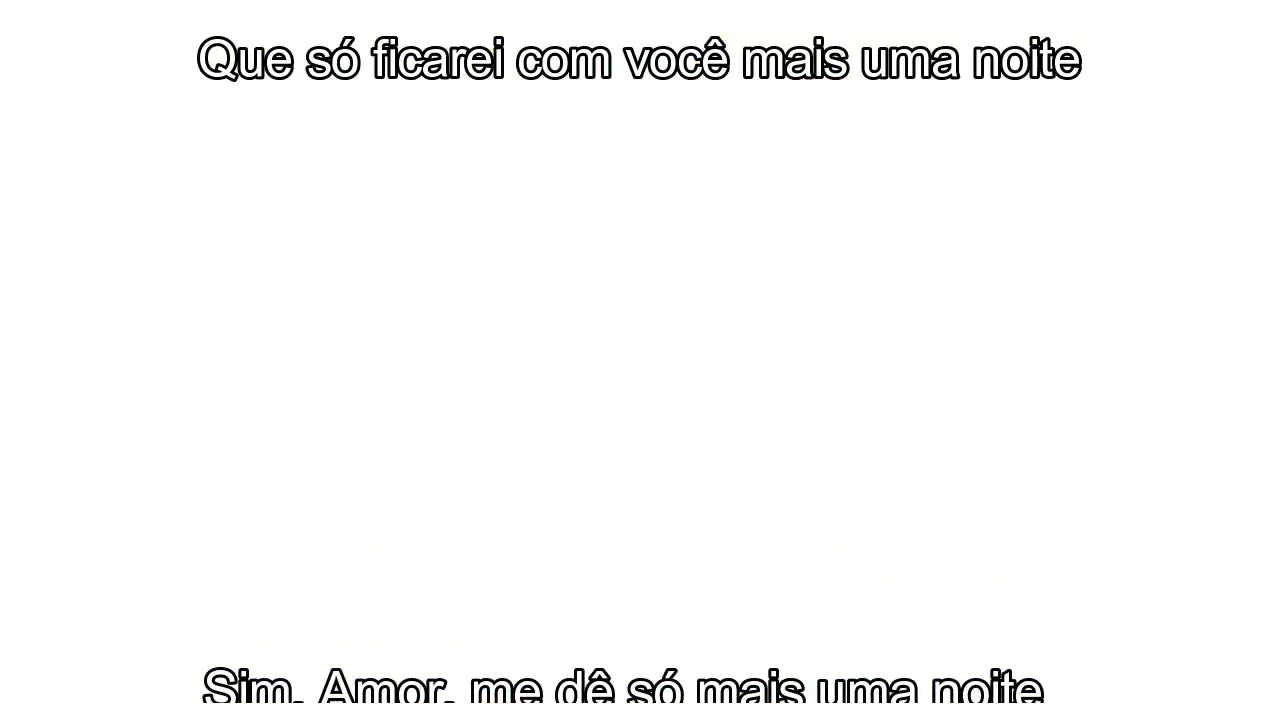 Que só ficarei com você mais uma noite
Sim, Amor, me dê só mais uma noite